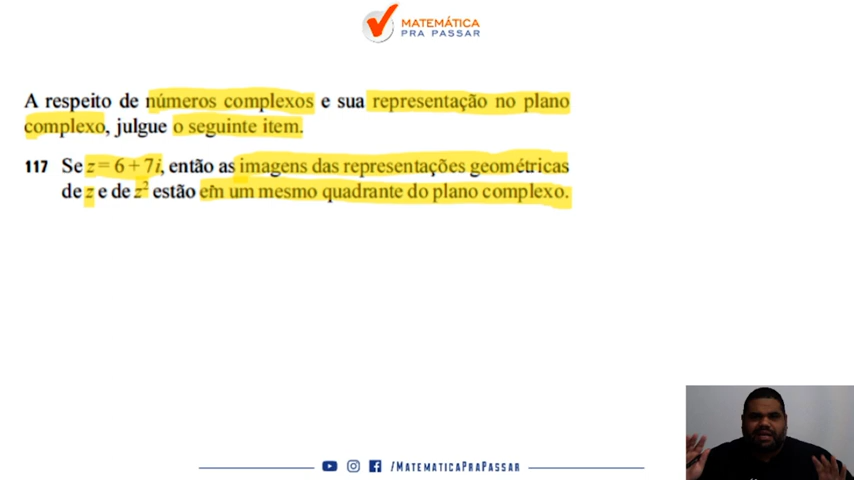 MATEMÁTICA
PRA PASSAR
A respeito de números complexos e sua representação no plano
complexo, julgue o seguinte item.
117 Se z = 6 + 7i, então as imagens das representações geométricas
de z e de z² estão em um mesmo quadrante do plano complexo.
/MATEMATICAPRAPASSAR